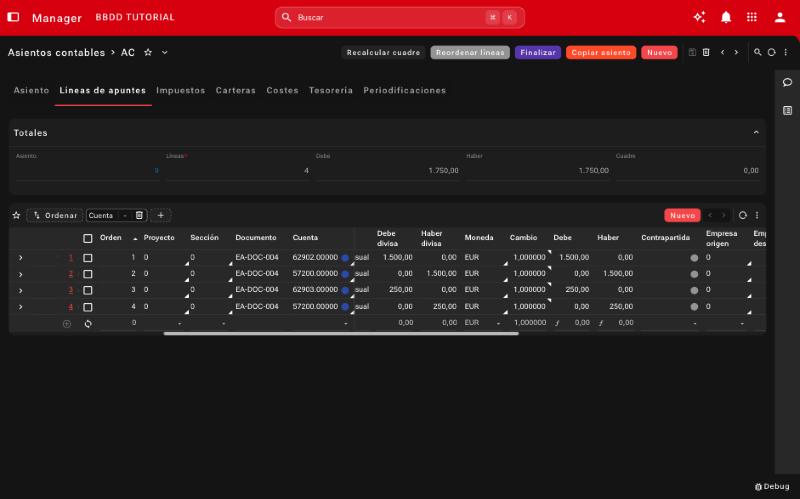 Manager BBDD TUTORIAL Buscar ⌘ K
Asientos contables > AC Recalcular cuadre Reordenar líneas Finalizar Copiar asiento Nuevo
Asiento Líneas de apuntes Impuestos Carteras Costes Tesorería Periodificaciones
Totales
Asiento Líneas* Debe Haber Cuadre
9 4 1.750,00 1.750,00 0,00
Ordenar Cuenta Nuevo
Orden Proyecto Sección Documento Cuenta Debe divisa Haber divisa Moneda Cambio Debe Haber Contrapartida Empresa origen
1 1 0 0 EA-DOC-004 62902.00000 sual 1.500,00 0,00 EUR 1,000000 1.500,00 0,00 0
2 2 0 0 EA-DOC-004 57200.00000 sual 0,00 1.500,00 EUR 1,000000 0,00 1.500,00 0
3 3 0 0 EA-DOC-004 62903.00000 sual 250,00 0,00 EUR 1,000000 250,00 0,00 0
4 4 0 0 EA-DOC-004 57200.00000 sual 0,00 250,00 EUR 1,000000 0,00 250,00 0
0 - - - 0,00 0,00 EUR - 1,000000 ƒ 0,00 ƒ 0,00 - -
Debug